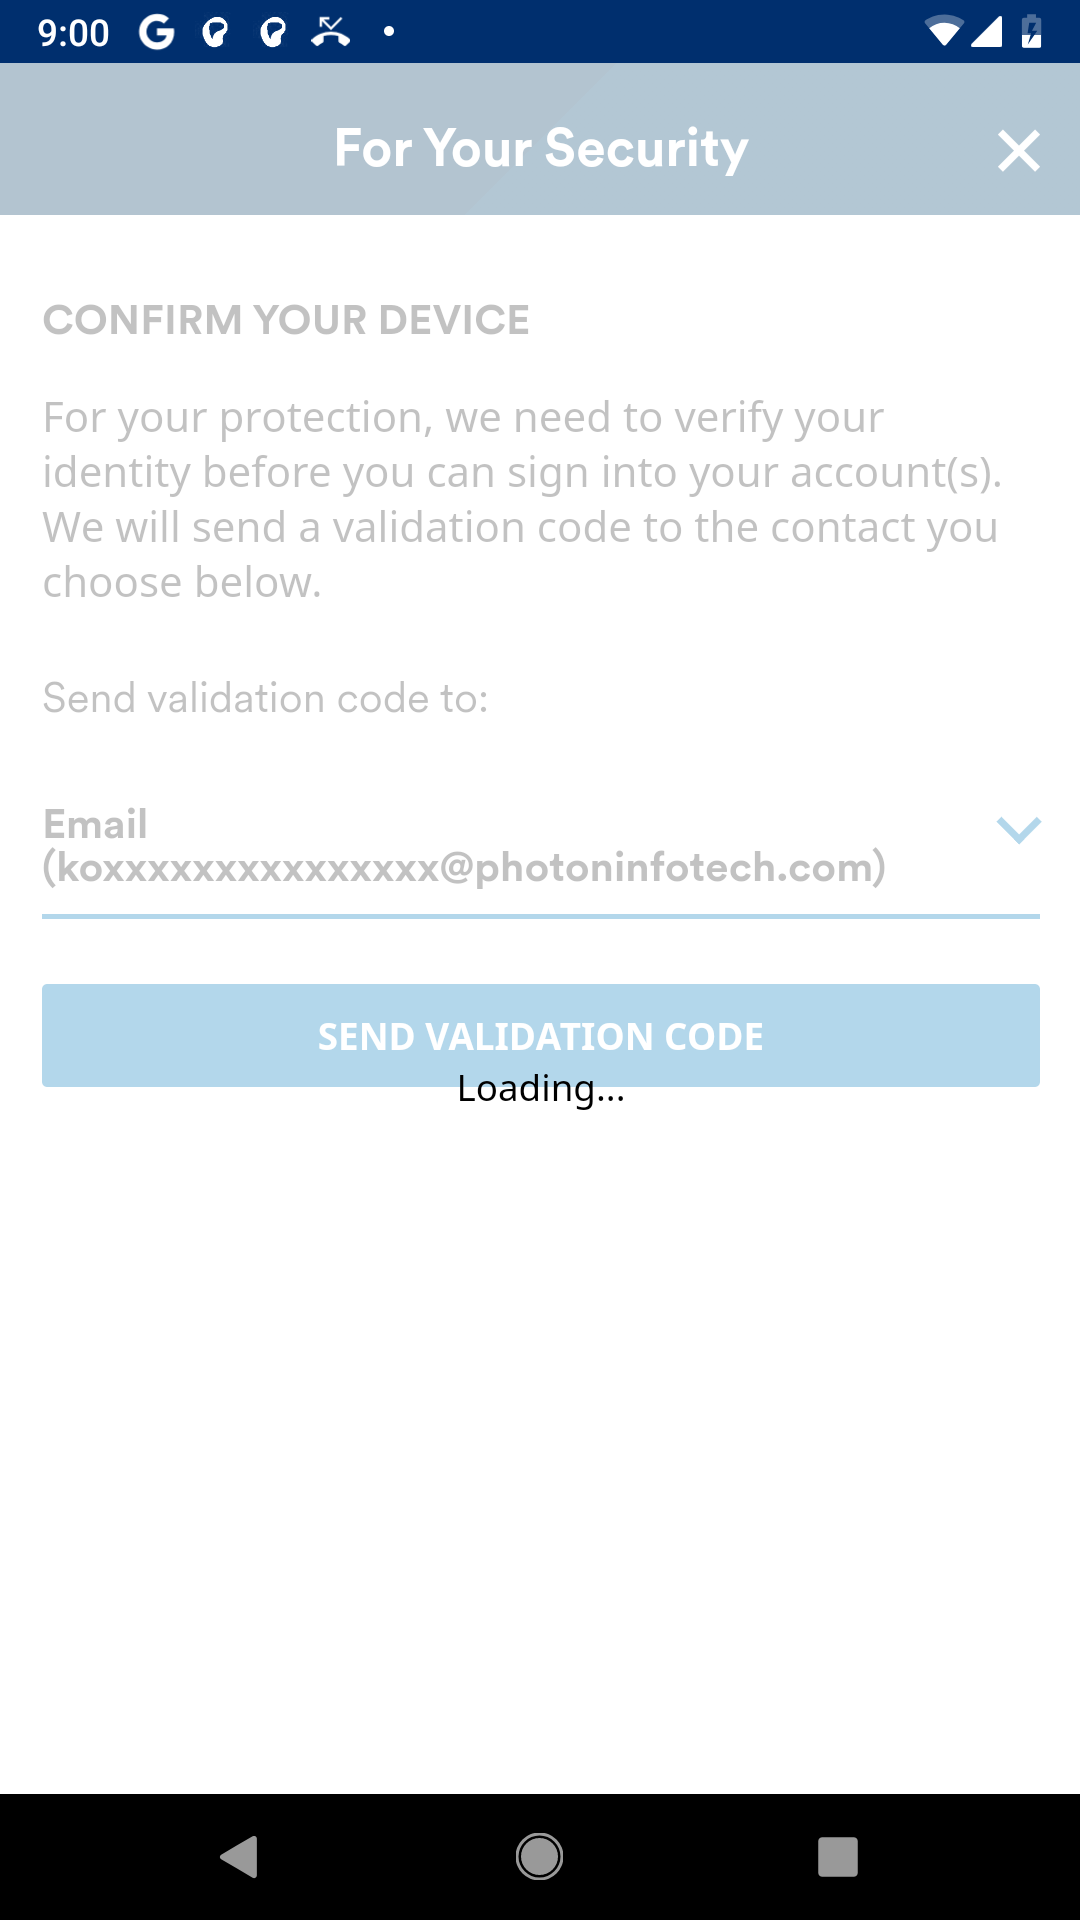 9:00
For Your Security
CONFIRM YOUR DEVICE
For your protection, we need to verify your
identity before you can sign into your account(s).
We will send a validation code to the contact you
choose below.
Send validation code to:
Email
(koxxxxxxxxxxxxxxx@photoninfotech.com)
SEND VALIDATION CODE
Loading...